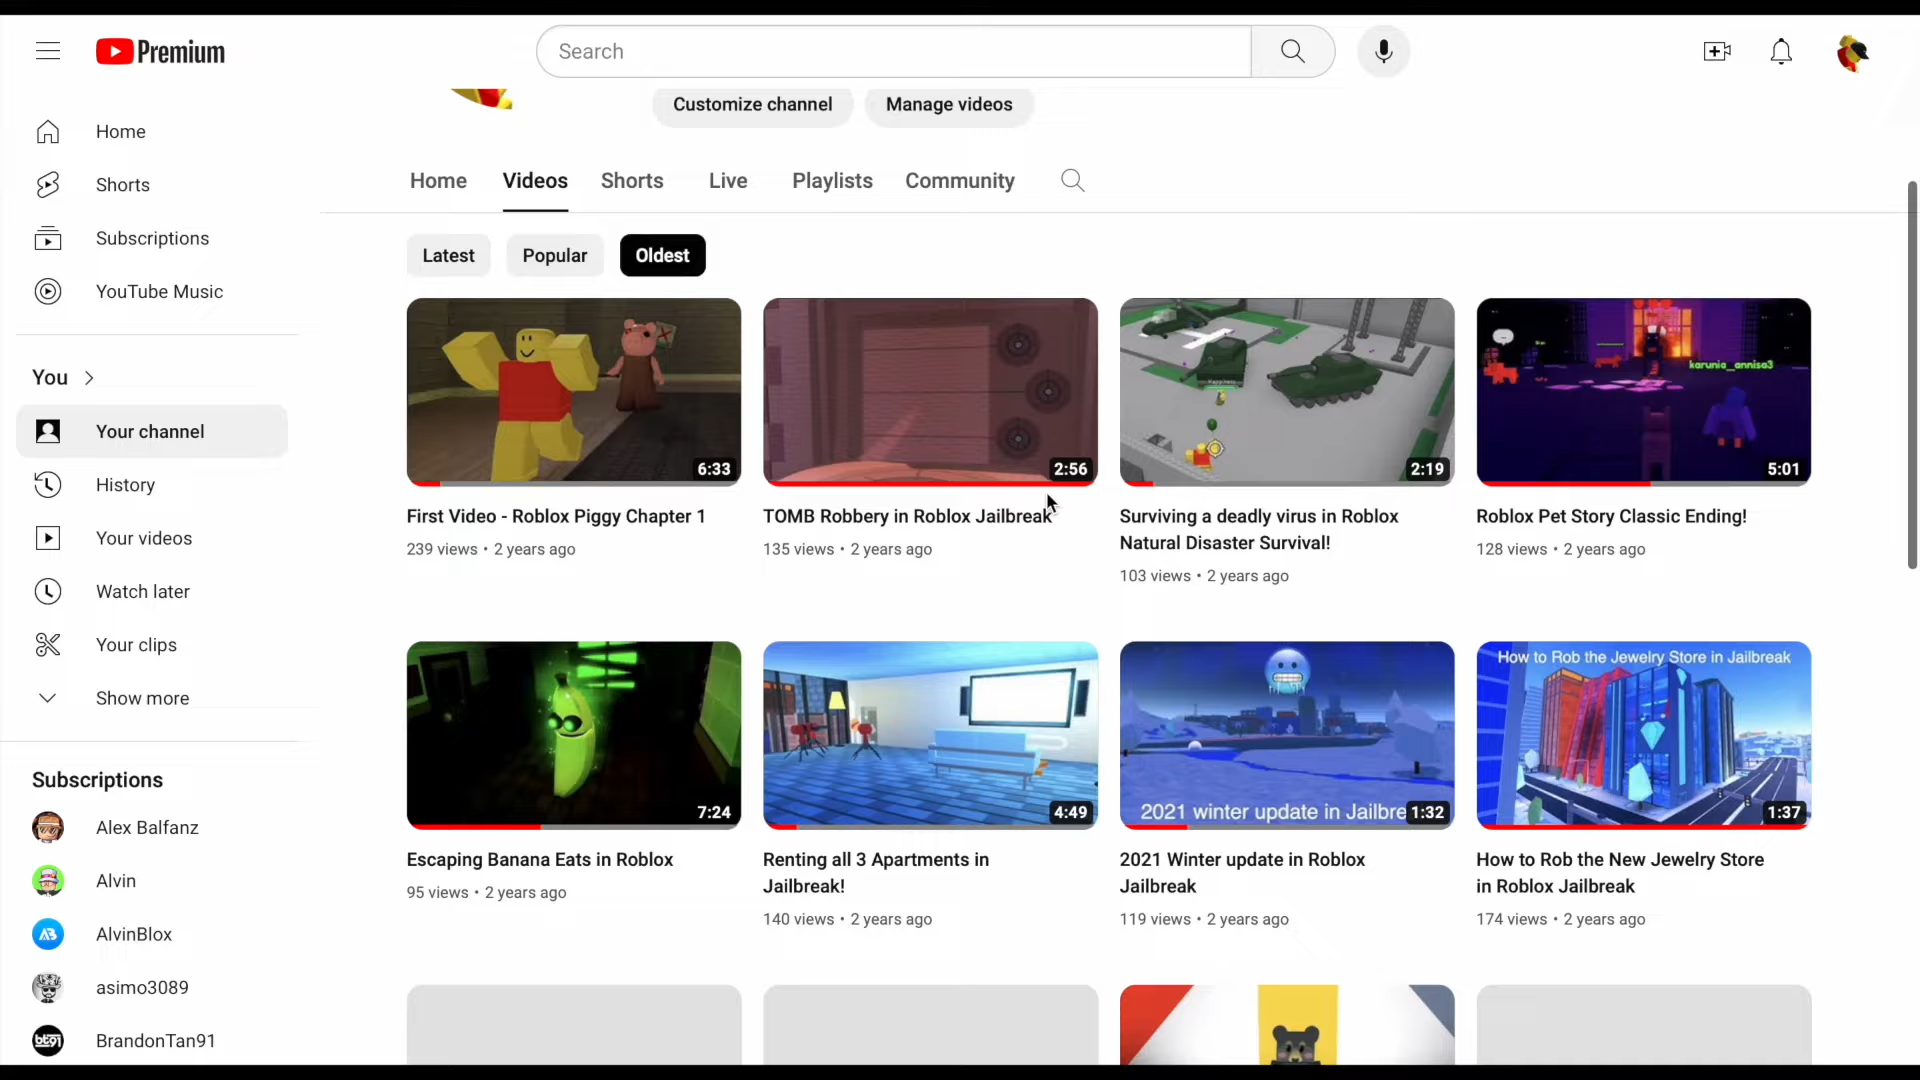 Premium
Search
Customize channel
Manage videos
Home
Shorts
Subscriptions
YouTube Music
You
Your channel
History
Your videos
Watch later
Your clips
Show more
Subscriptions
Alex Balfanz
Alvin
AlvinBlox
asimo3089
BrandonTan91
Home
Videos
Shorts
Live
Playlists
Community
Latest
Popular
Oldest
6:33
First Video - Roblox Piggy Chapter 1
239 views • 2 years ago
2:56
TOMB Robbery in Roblox Jailbreak
135 views • 2 years ago
2:19
Surviving a deadly virus in Roblox
Natural Disaster Survival!
103 views • 2 years ago
karunia_annisa3
5:01
Roblox Pet Story Classic Ending!
128 views • 2 years ago
7:24
Escaping Banana Eats in Roblox
95 views • 2 years ago
4:49
Renting all 3 Apartments in
Jailbreak!
140 views • 2 years ago
2021 winter update in Jailbre
1:32
2021 Winter update in Roblox
Jailbreak
119 views • 2 years ago
How to Rob the Jewelry Store in Jailbreak
1:37
How to Rob the New Jewelry Store
in Roblox Jailbreak
174 views • 2 years ago